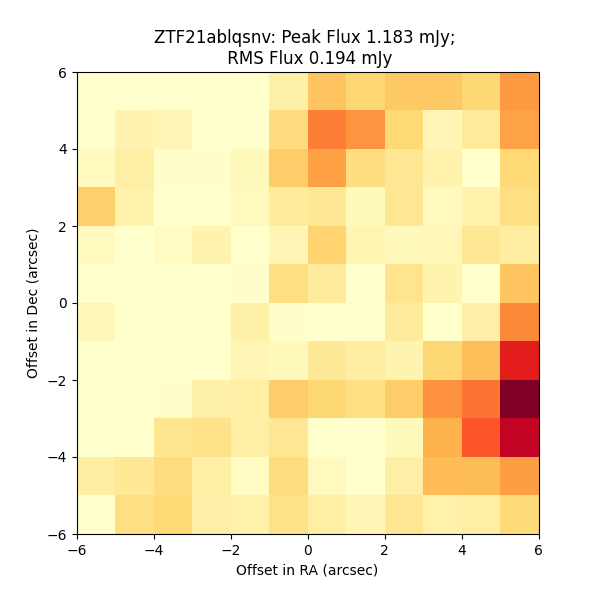 ZTF21ablqsnv: Peak Flux 1.183 mJy;
RMS Flux 0.194 mJy
6
4
2
0
−2
−4
−6
Offset in Dec (arcsec)
−6 −4 −2 0 2 4 6
Offset in RA (arcsec)